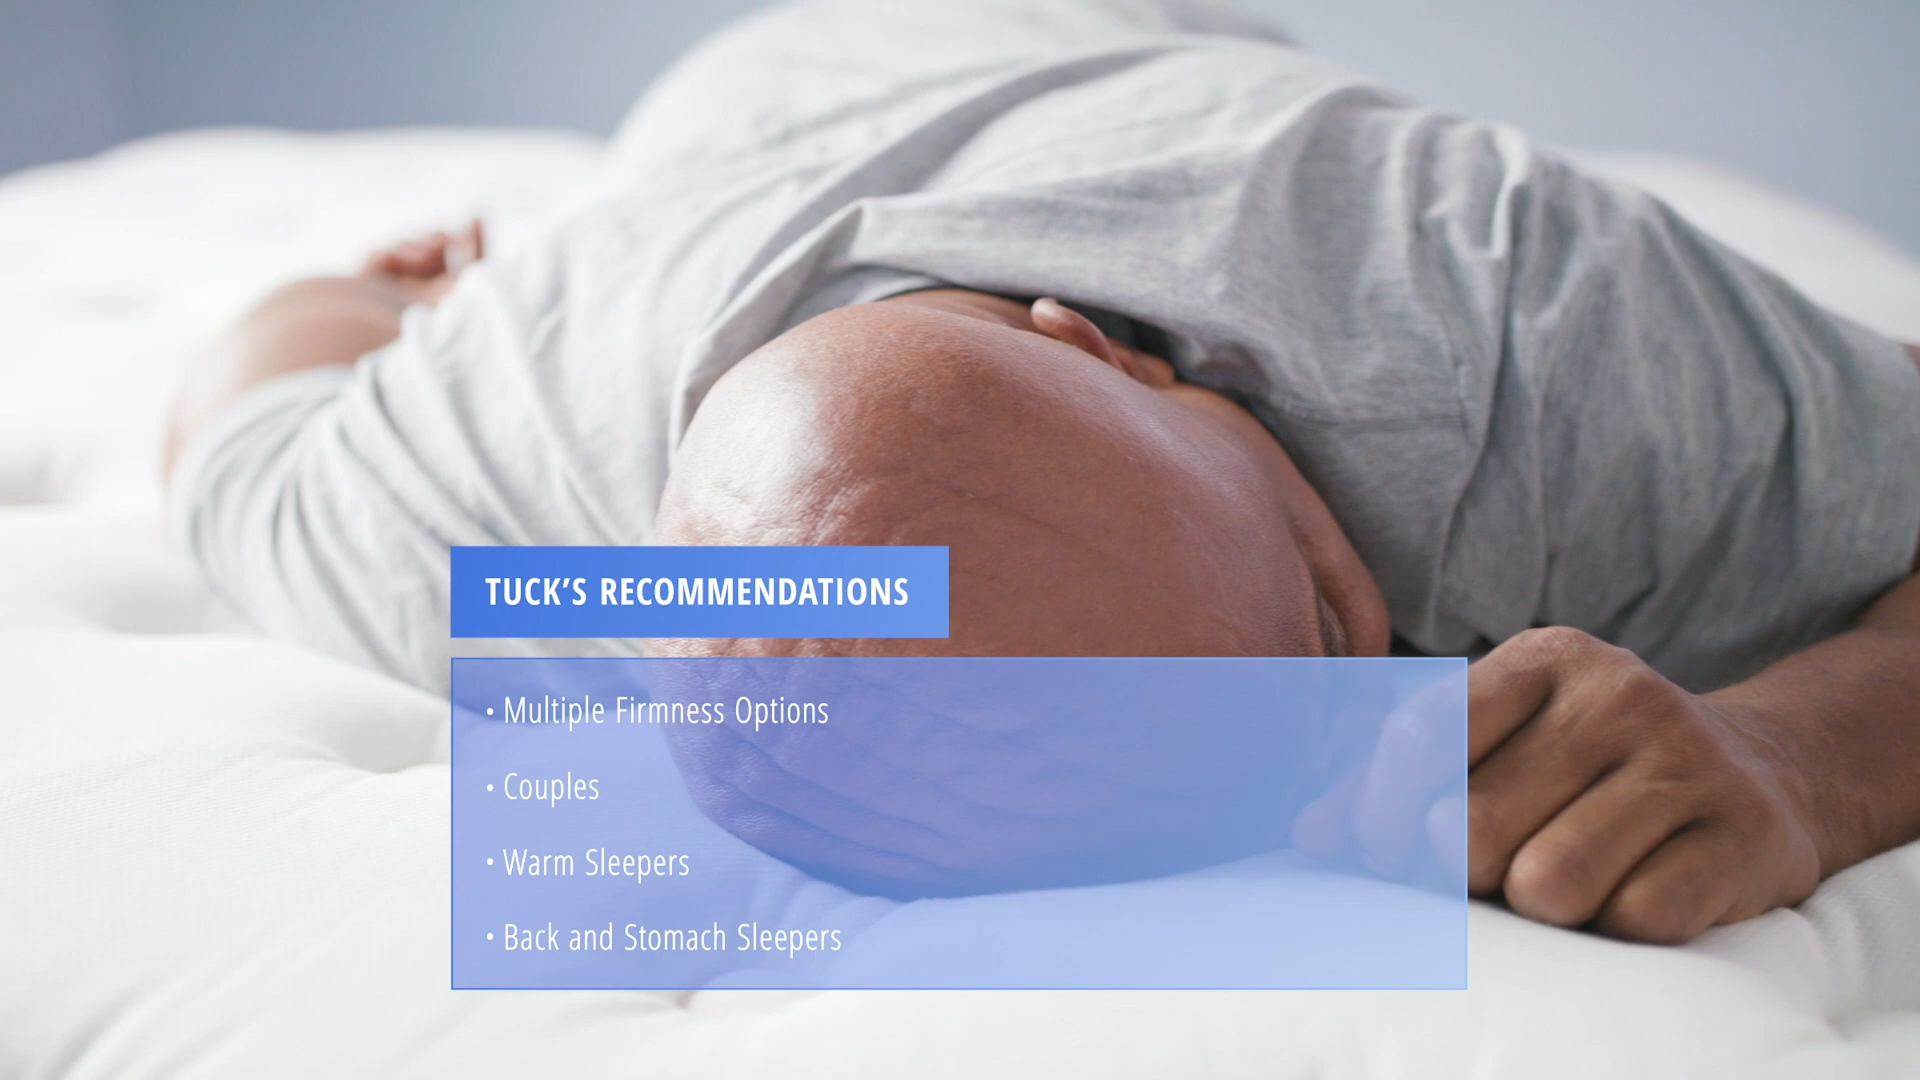 TUCK’S RECOMMENDATIONS
• Multiple Firmness Options
• Couples
• Warm Sleepers
• Back and Stomach Sleepers